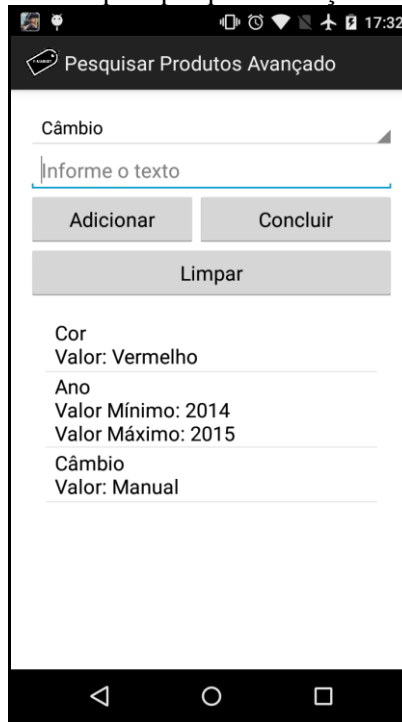 17:32
Pesquisar Produtos Avançado
Câmbio
Informe o texto
Adicionar
Concluir
Limpar
Cor
Valor: Vermelho
Ano
Valor Mínimo: 2014
Valor Máximo: 2015
Câmbio
Valor: Manual